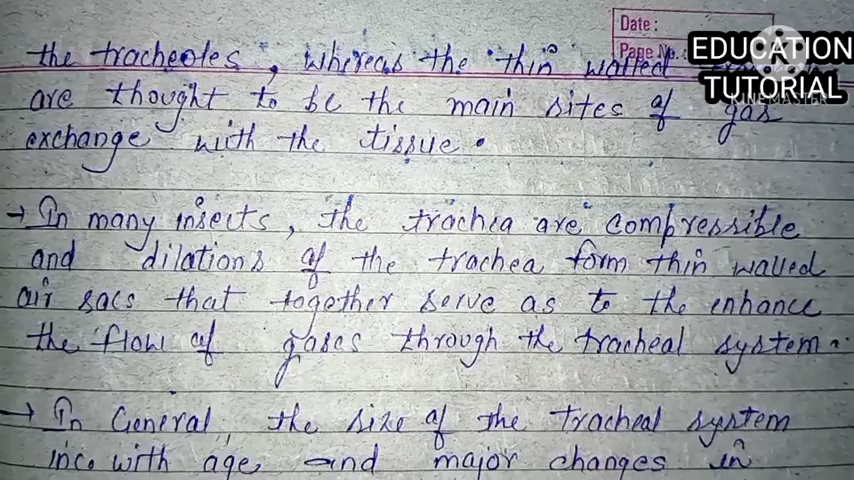 Date:
Page No.
EDUCATION
TUTORIAL
KINEMASTER
the tracheoles, whereas the thin walled
are thought to be the main sites of gas
exchange with the tissue.
→ In many insects, the trachea are compressible
and dilations of the trachea form thin walled
air sacs that together serve as to the enhance
the flow of gases through the tracheal system.
→ In General, the size of the tracheal system
inc. with age and major changes in